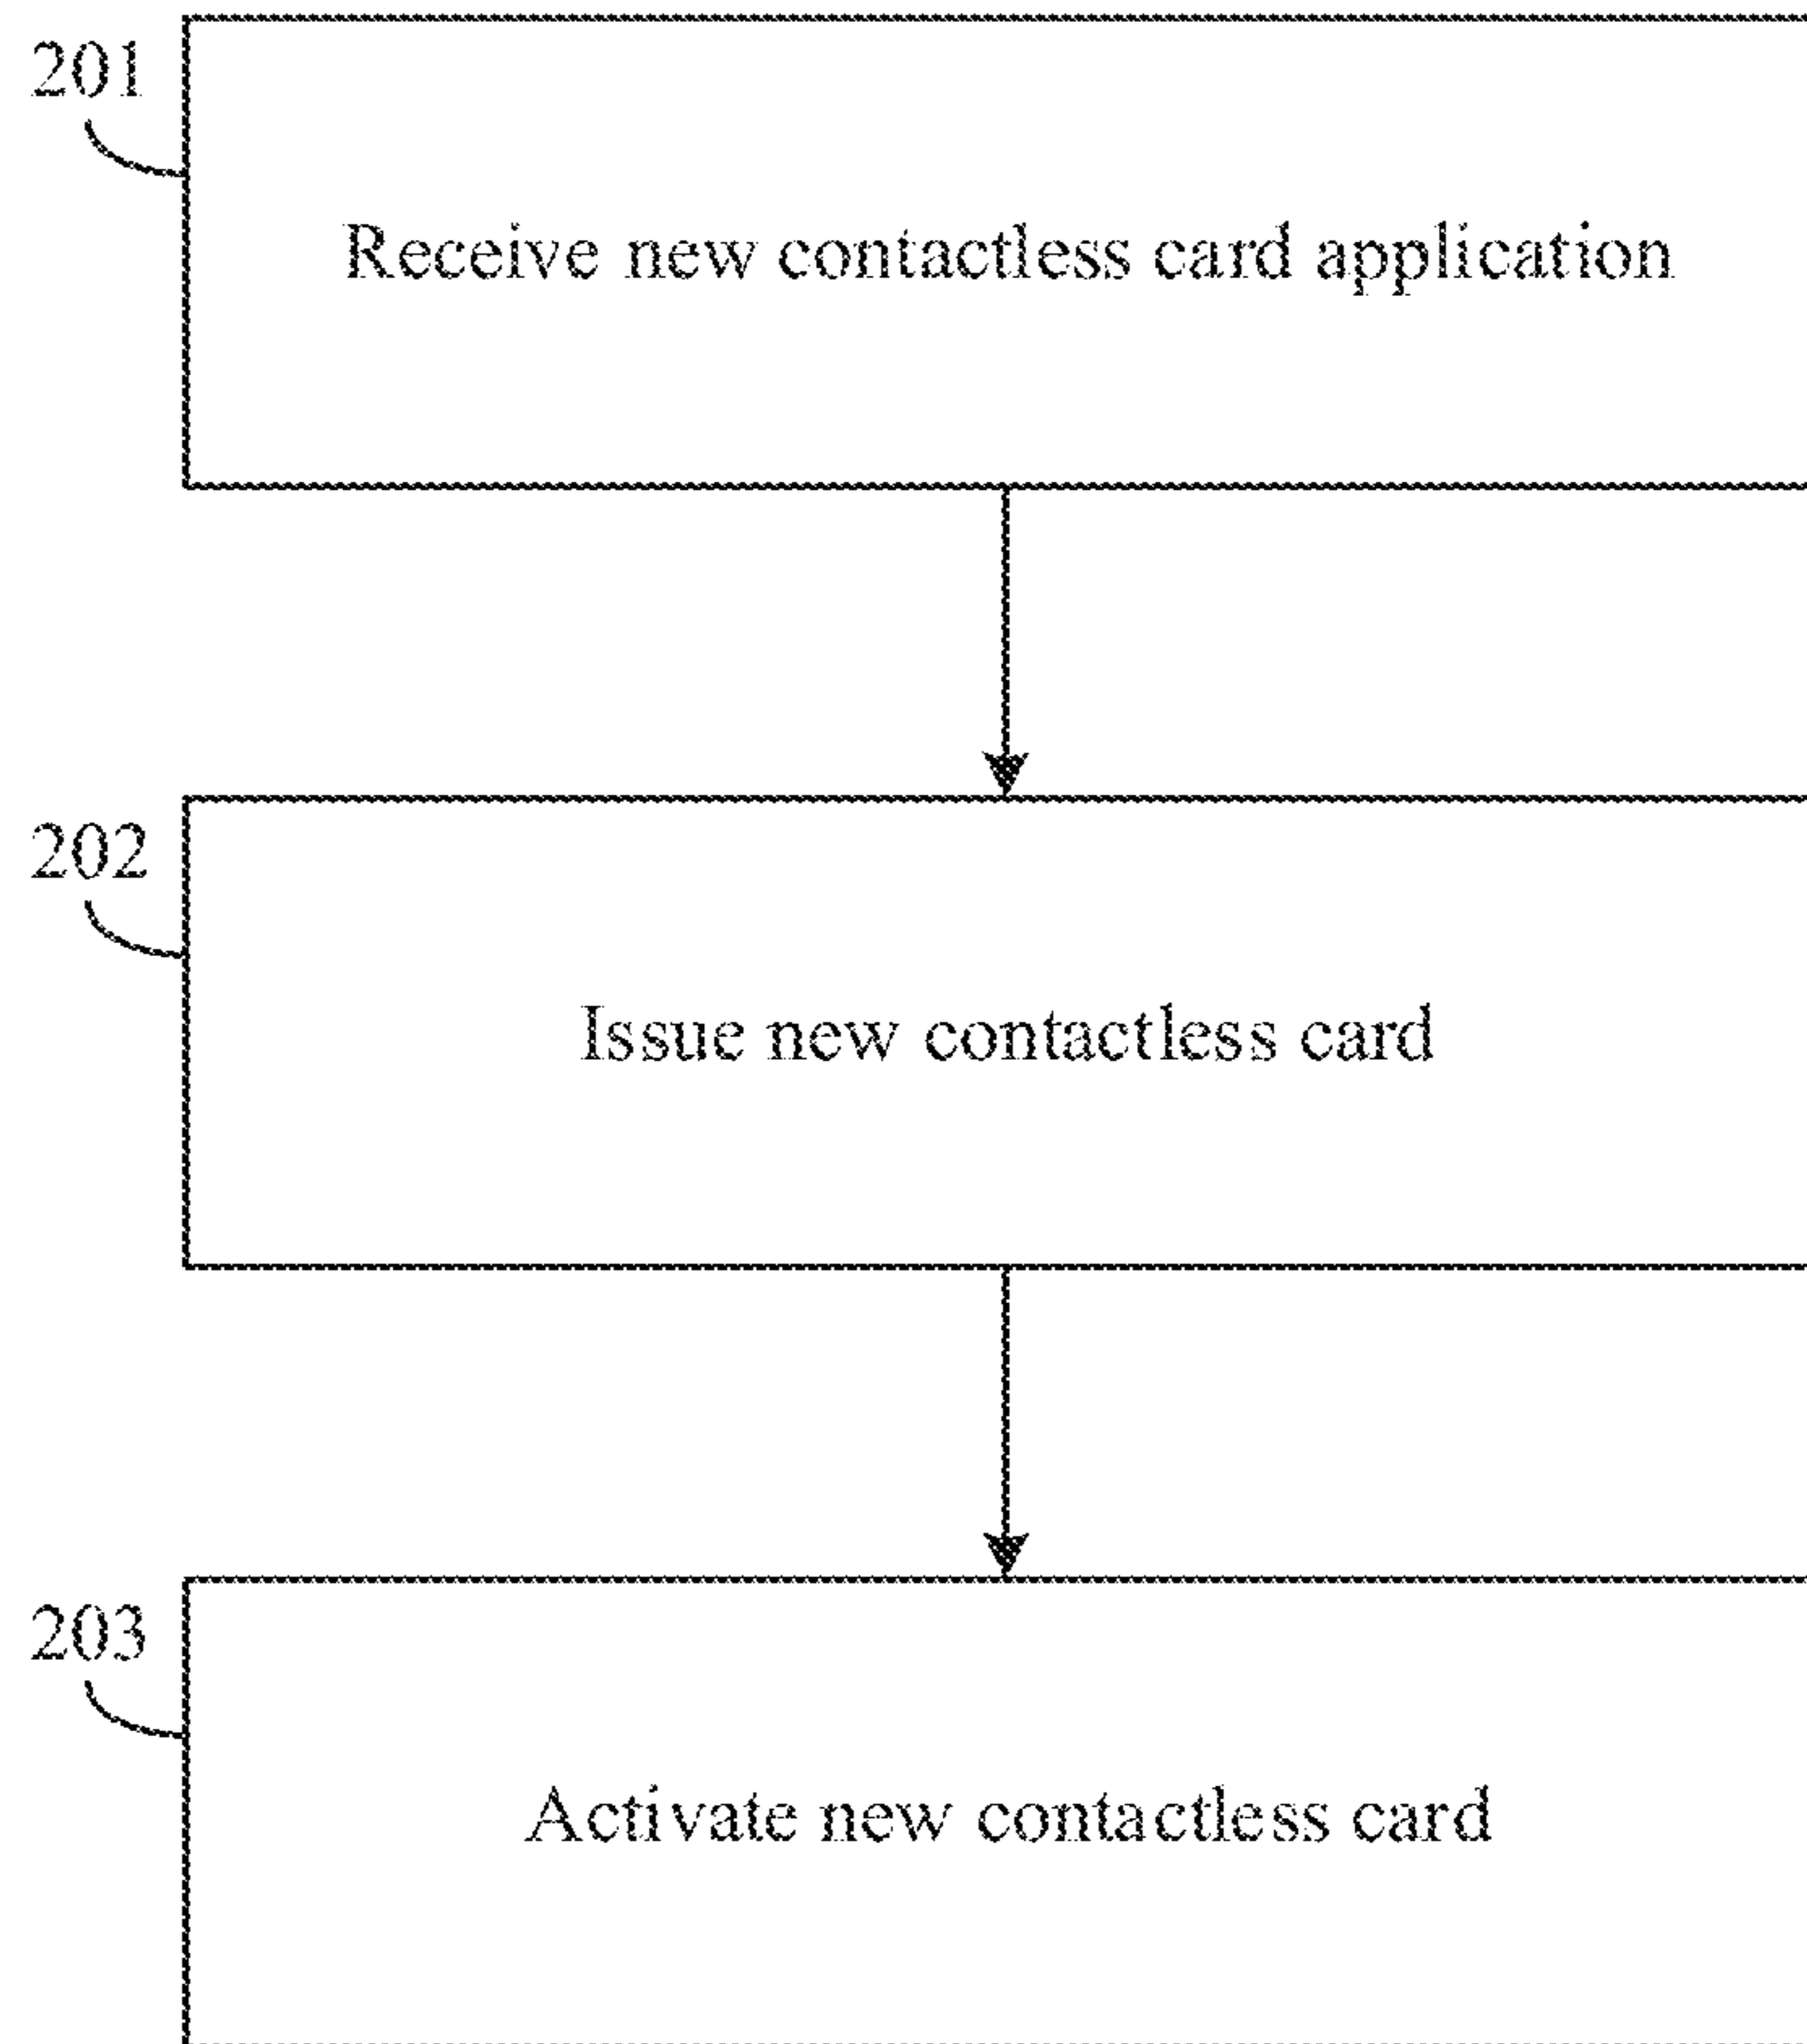 201
Receive new contactless card application
202
Issue new contactless card
203
Activate new contactless card